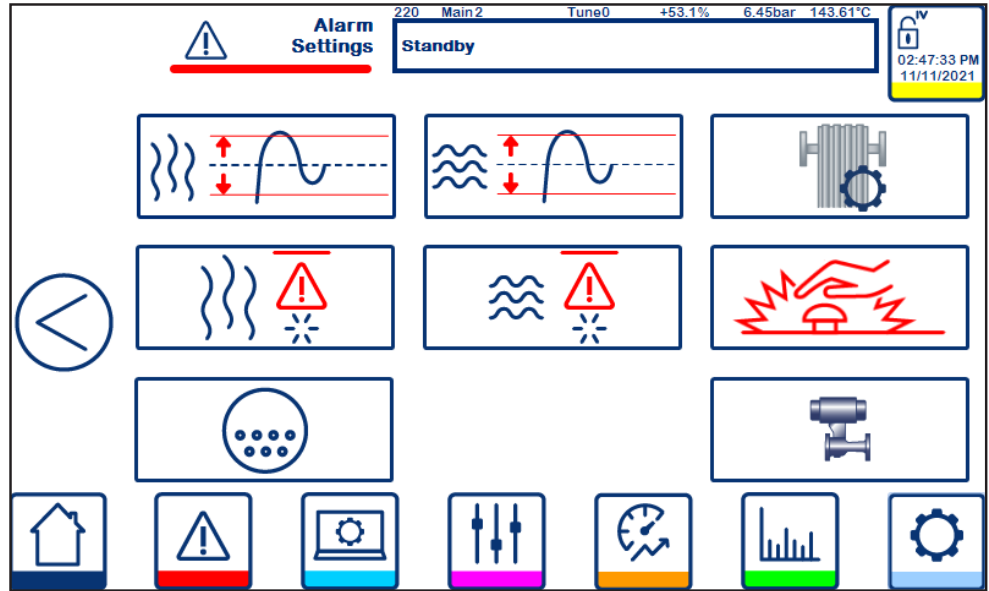 220 Main2 Tune0 +53.1% 6.45bar 143.61°C
Alarm
Settings
Standby
IV
02:47:33 PM
11/11/2021